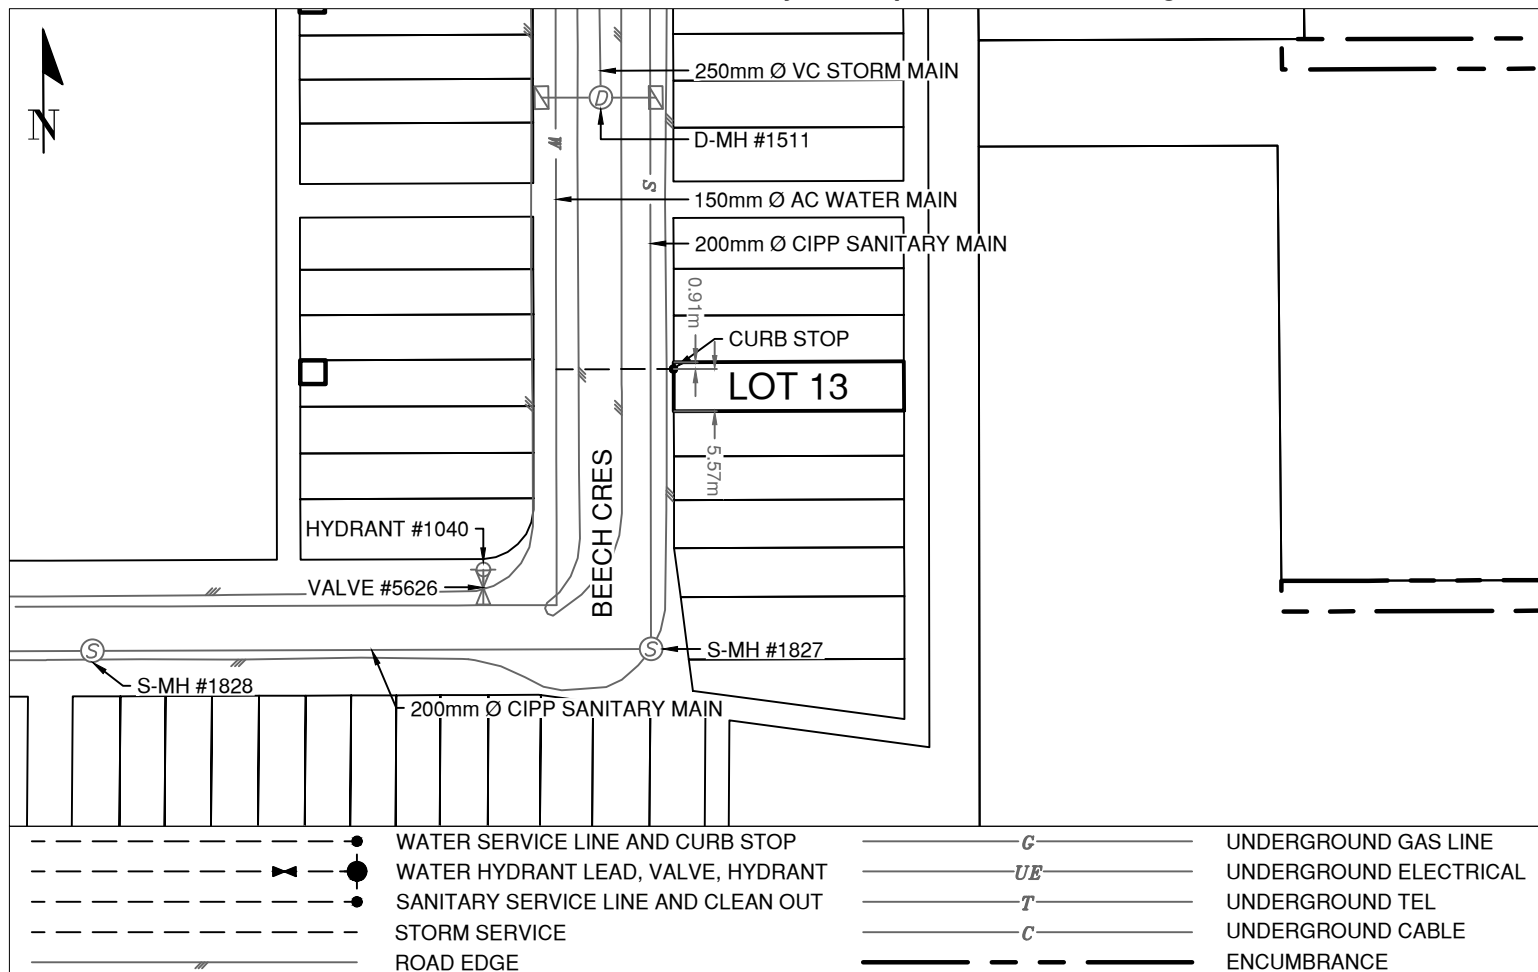 N
250mm Ø VC STORM MAIN
D
D-MH #1511
W
S
150mm Ø AC WATER MAIN
200mm Ø CIPP SANITARY MAIN
0.91m
CURB STOP
LOT 13
5.57m
BEECH CRES
HYDRANT #1040
VALVE #5626
S
S
S-MH #1827
S-MH #1828
200mm Ø CIPP SANITARY MAIN
WATER SERVICE LINE AND CURB STOP
WATER HYDRANT LEAD, VALVE, HYDRANT
SANITARY SERVICE LINE AND CLEAN OUT
STORM SERVICE
ROAD EDGE
G UNDERGROUND GAS LINE
UE UNDERGROUND ELECTRICAL
T UNDERGROUND TEL
C UNDERGROUND CABLE
ENCUMBRANCE